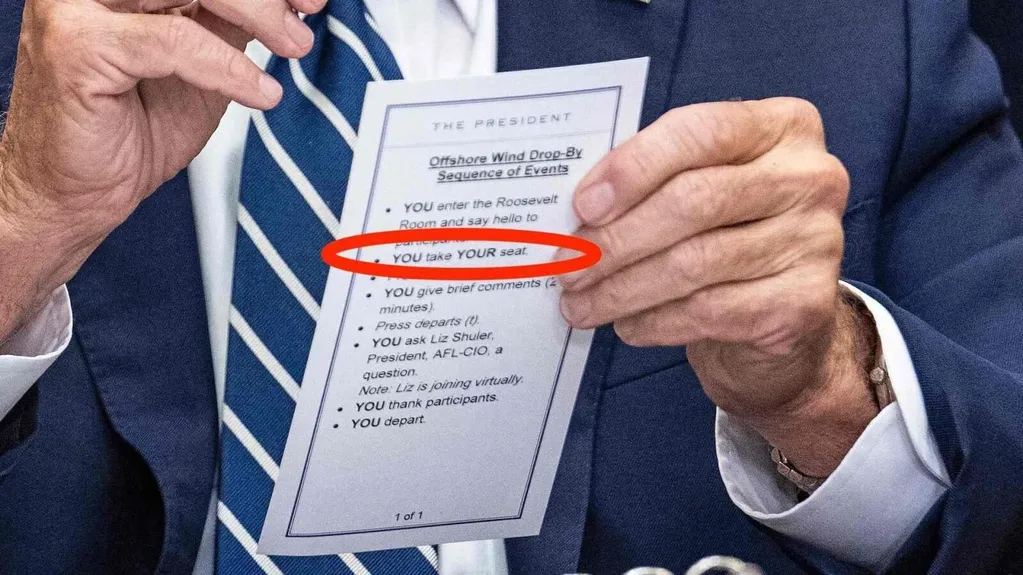 THE PRESIDENT
Offshore Wind Drop-By
Sequence of Events
• YOU enter the Roosevelt
Room and say hello to
participants.
• YOU take YOUR seat.
• YOU give brief comments (2
minutes).
• Press departs (t).
• YOU ask Liz Shuler,
President, AFL-CIO, a
question.
Note: Liz is joining virtually.
• YOU thank participants.
• YOU depart.
1 of 1